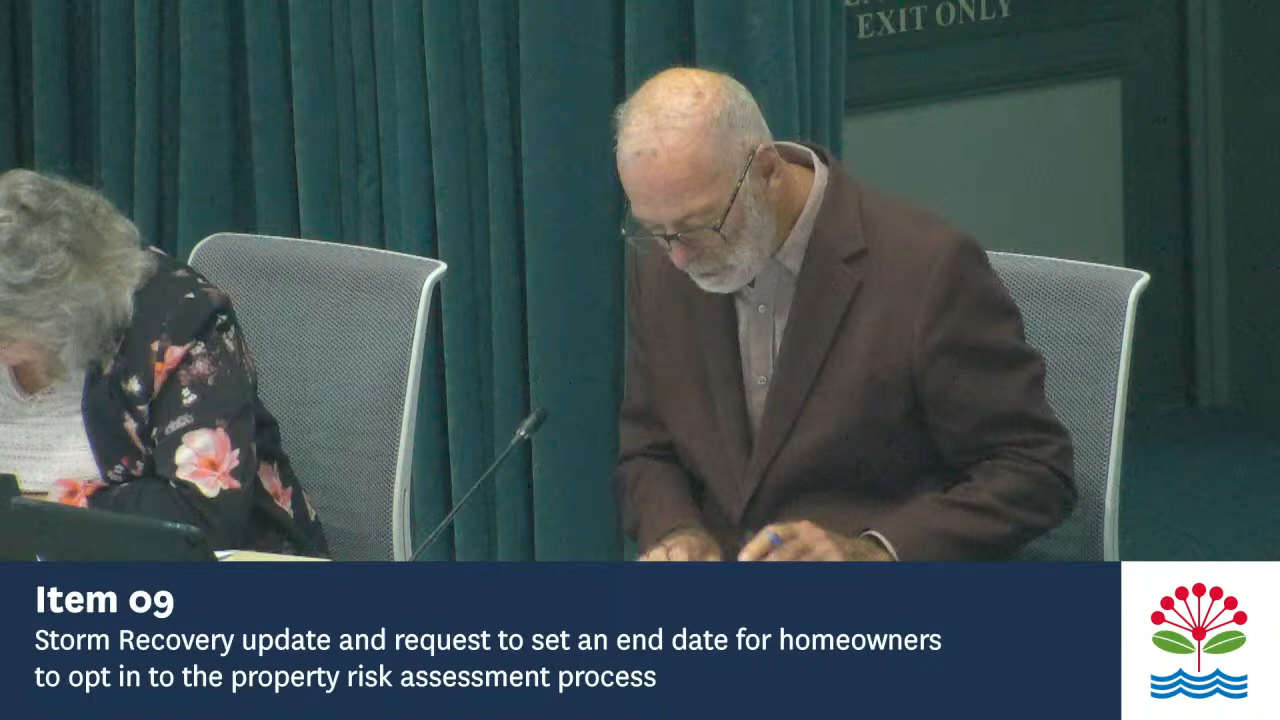 EXIT ONLY
Item 09
Storm Recovery update and request to set an end date for homeowners
to opt in to the property risk assessment process